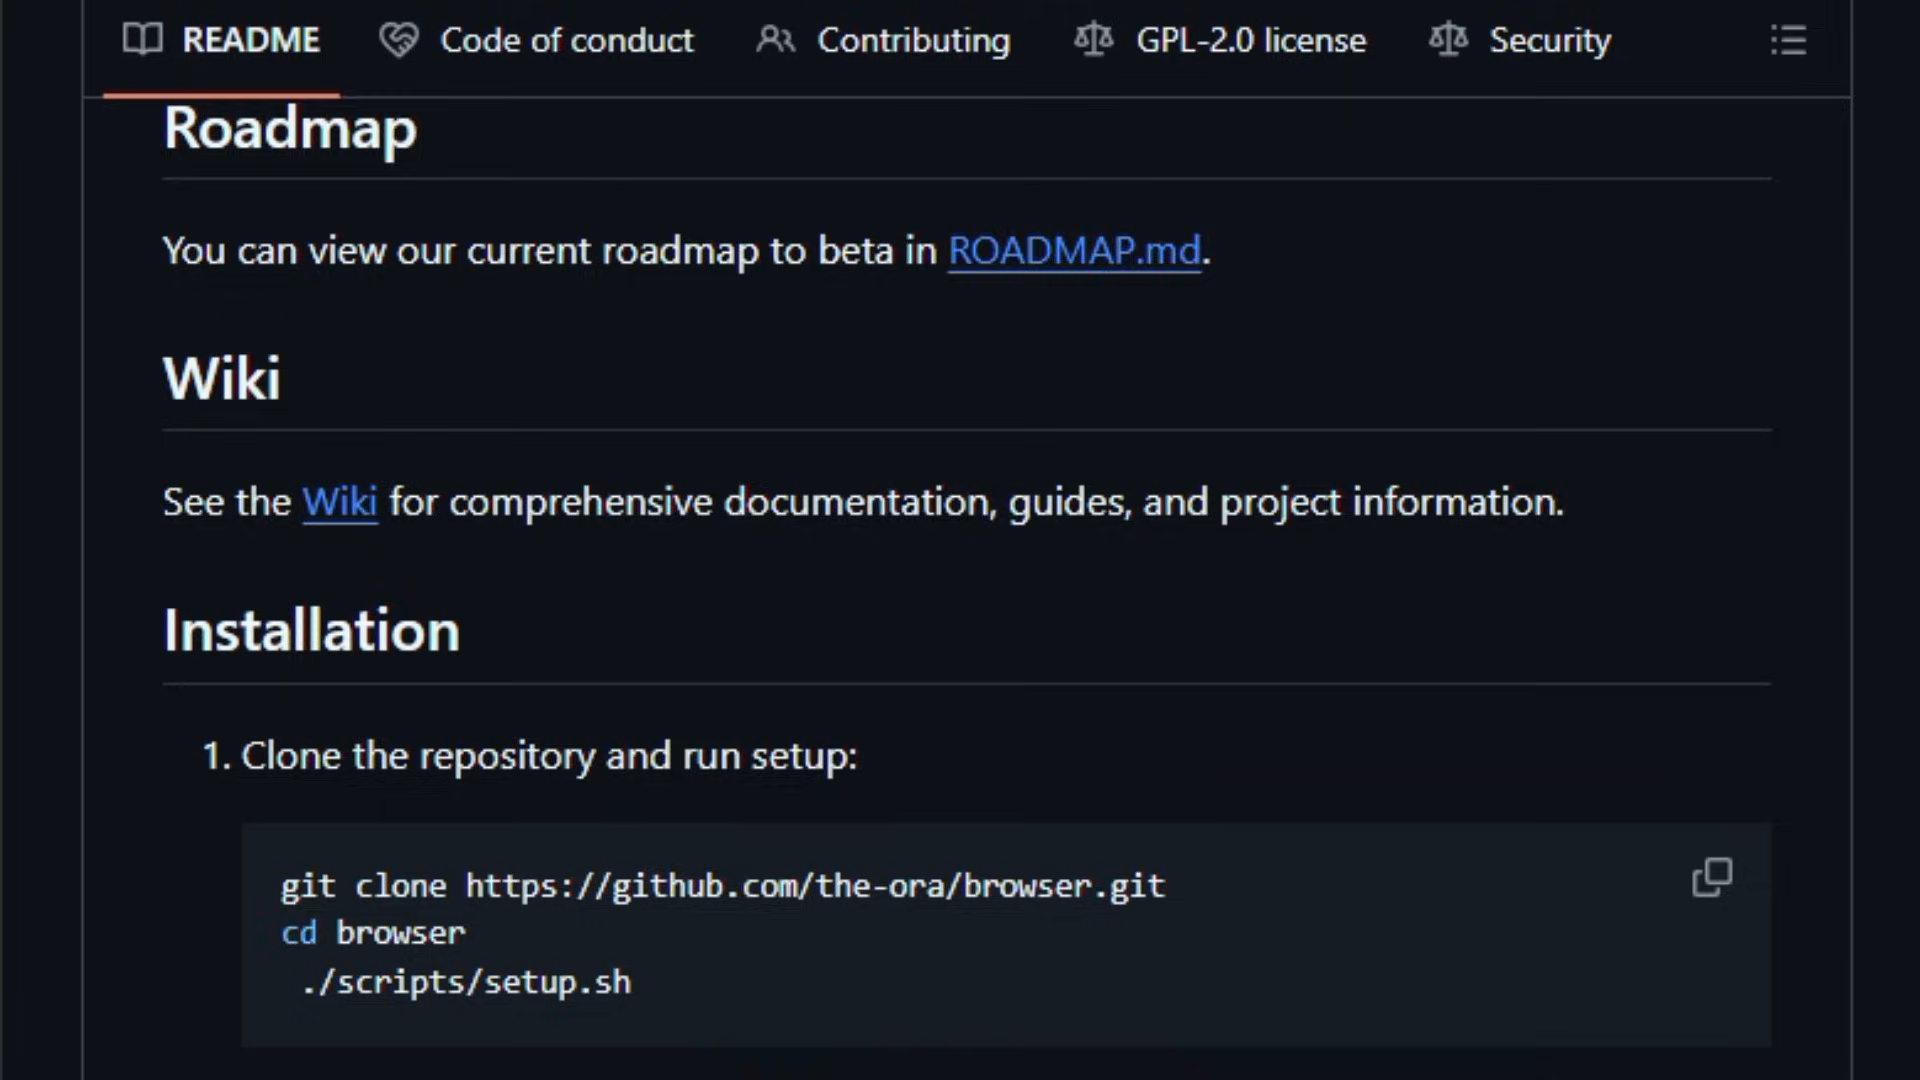 README Code of conduct Contributing GPL-2.0 license Security
Roadmap
You can view our current roadmap to beta in ROADMAP.md.
Wiki
See the Wiki for comprehensive documentation, guides, and project information.
Installation
1. Clone the repository and run setup:
git clone https://github.com/the-ora/browser.git
cd browser
./scripts/setup.sh